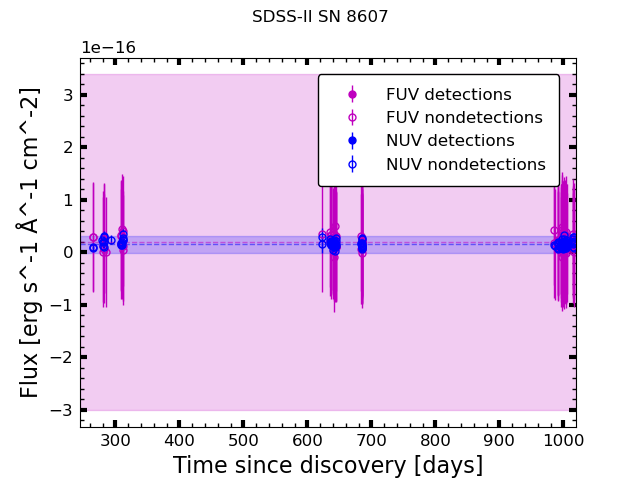 SDSS-II SN 8607
1e−16
FUV detections
FUV nondetections
NUV detections
NUV nondetections
3
2
1
0
−1
−2
−3
Flux [erg s^-1 Å^-1 cm^-2]
300 400 500 600 700 800 900 1000
Time since discovery [days]